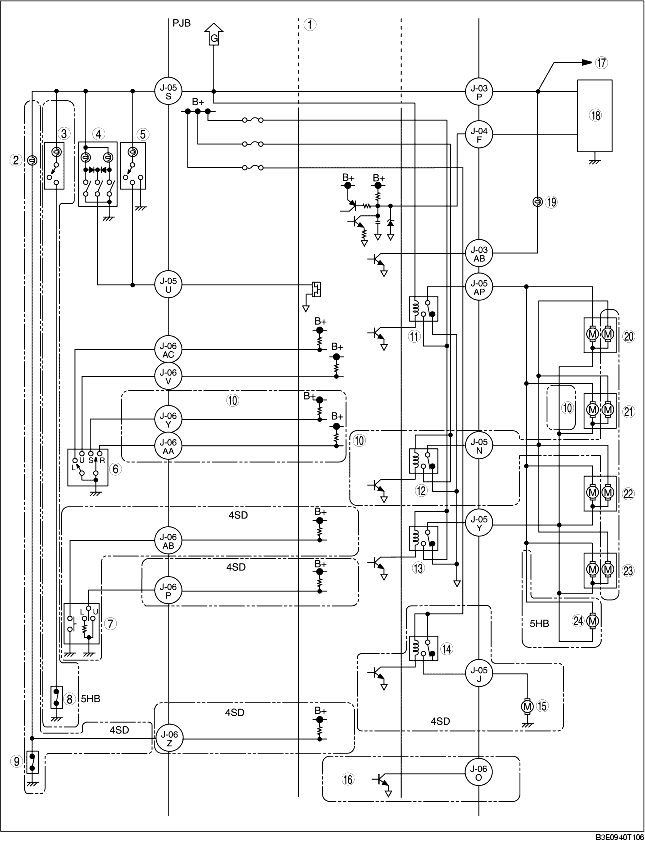 PJB
1
G
17
J-05
S
J-03
P
B+
18
J-04
F
3
4
5
2
B+
B+
19
J-03
AB
J-05
U
J-05
AP
B+
11
20
J-06
AC
B+
J-06
V
10
B+
10
21
J-06
Y
B+
10
J-06
AA
J-05
N
L U S R
6
12
22
4SD
B+
J-05
Y
J-06
AB
13
23
4SD
B+
J-06
P
L U
7
24
5HB
14
8
5HB
J-05
J
15
4SD
4SD
B+
4SD
J-06
Z
9
16
J-06
O
B3E0940T106